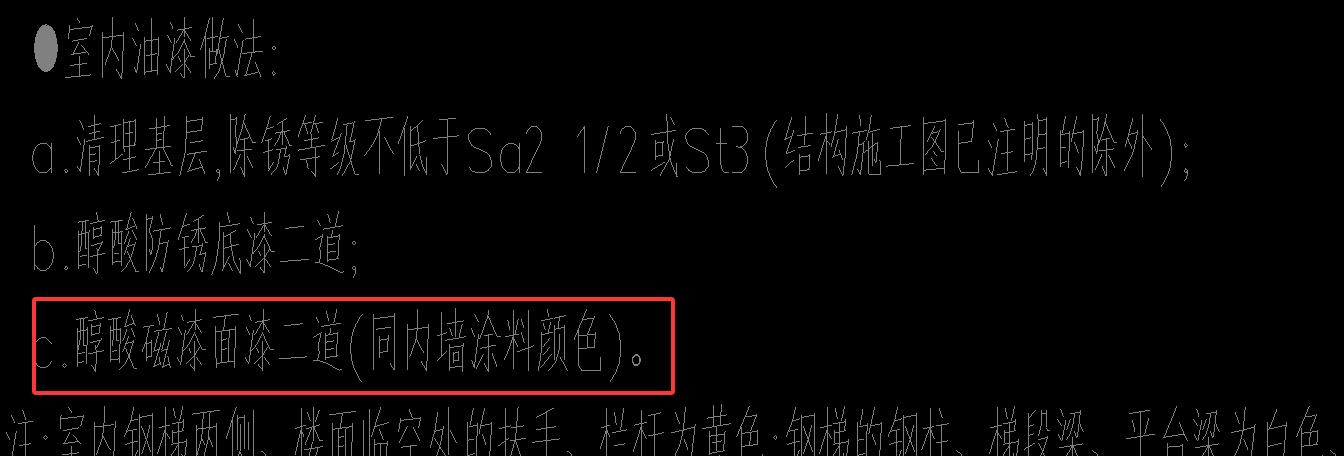 ●室内油漆做法:
a.清理基层,除锈等级不低于Sa2 1/2或St3(结构施工图已注明的除外);
b.醇酸防锈底漆二道;
c.醇酸磁漆面漆二道(同内墙涂料颜色)。
注:室内钢梯两侧、楼面临空处的扶手、栏杆为黄色;钢梯的钢柱、梯段梁、平台梁为白色、